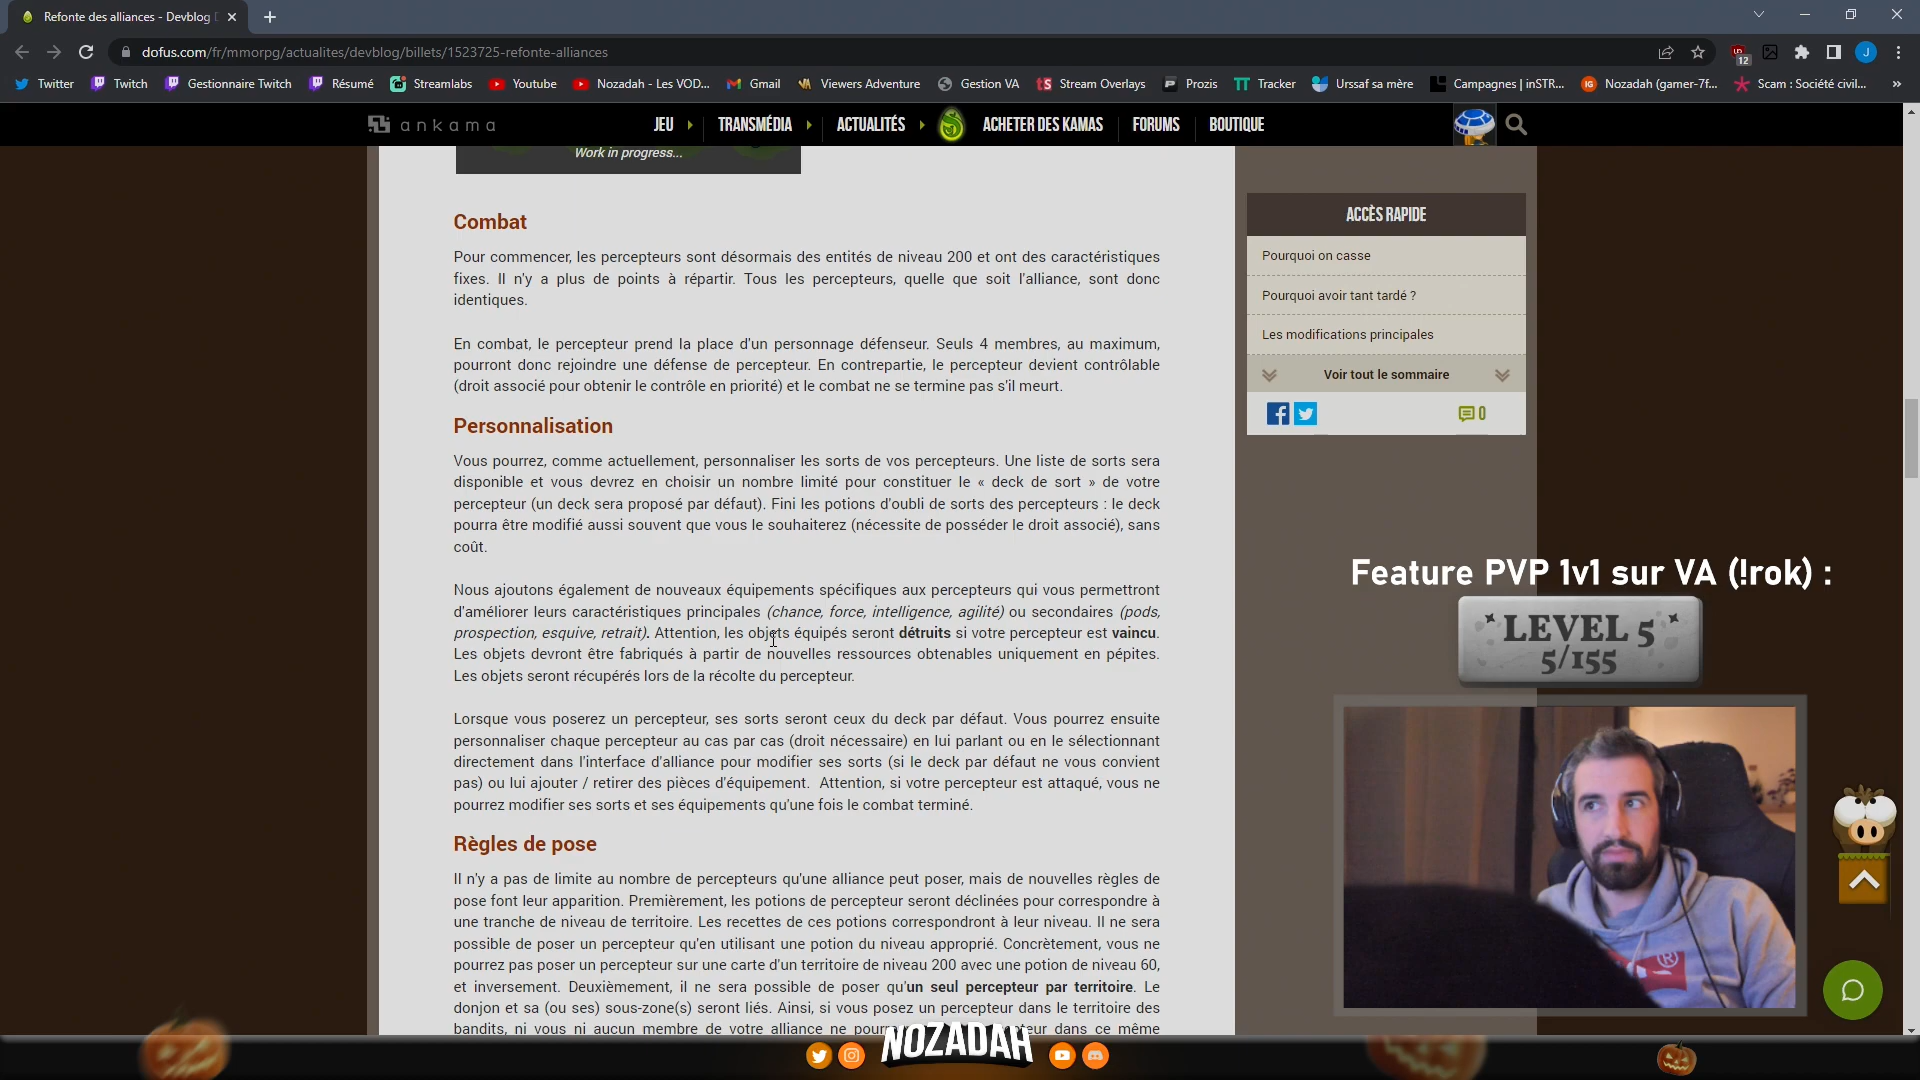 Refonte des alliances - Devblog
dofus.com/fr/mmorpg/actualites/devblog/billets/1523725-refonte-alliances
12
J
Twitter
Twitch
Gestionnaire Twitch
Résumé
Streamlabs
Youtube
Nozadah - Les VOD...
Gmail
Viewers Adventure
Gestion VA
Stream Overlays
Prozis
Tracker
Urssaf sa mère
Campagnes | inSTR...
Nozadah (gamer-7f...
Scam : Société civil...
»
ankama
JEU
TRANSMÉDIA
ACTUALITÉS
ACHETER DES KAMAS
FORUMS
BOUTIQUE
Work in progress...
Combat
Pour commencer, les percepteurs sont désormais des entités de niveau 200 et ont des caractéristiques
fixes. Il n'y a plus de points à répartir. Tous les percepteurs, quelle que soit l'alliance, sont donc
identiques.
En combat, le percepteur prend la place d'un personnage défenseur. Seuls 4 membres, au maximum,
pourront donc rejoindre une défense de percepteur. En contrepartie, le percepteur devient contrôlable
(droit associé pour obtenir le contrôle en priorité) et le combat ne se termine pas s'il meurt.
Personnalisation
Vous pourrez, comme actuellement, personnaliser les sorts de vos percepteurs. Une liste de sorts sera
disponible et vous devrez en choisir un nombre limité pour constituer le « deck de sort » de votre
percepteur (un deck sera proposé par défaut). Fini les potions d'oubli de sorts des percepteurs : le deck
pourra être modifié aussi souvent que vous le souhaiterez (nécessite de posséder le droit associé), sans
coût.
Nous ajoutons également de nouveaux équipements spécifiques aux percepteurs qui vous permettront
d'améliorer leurs caractéristiques principales (chance, force, intelligence, agilité) ou secondaires (pods,
prospection, esquive, retrait). Attention, les objets équipés seront détruits si votre percepteur est vaincu.
Les objets devront être fabriqués à partir de nouvelles ressources obtenables uniquement en pépites.
Les objets seront récupérés lors de la récolte du percepteur.
Lorsque vous poserez un percepteur, ses sorts seront ceux du deck par défaut. Vous pourrez ensuite
personnaliser chaque percepteur au cas par cas (droit nécessaire) en lui parlant ou en le sélectionnant
directement dans l'interface d'alliance pour modifier ses sorts (si le deck par défaut ne vous convient
pas) ou lui ajouter / retirer des pièces d'équipement. Attention, si votre percepteur est attaqué, vous ne
pourrez modifier ses sorts et ses équipements qu'une fois le combat terminé.
Règles de pose
Il n'y a pas de limite au nombre de percepteurs qu'une alliance peut poser, mais de nouvelles règles de
pose font leur apparition. Premièrement, les potions de percepteur seront déclinées pour correspondre à
une tranche de niveau de territoire. Les recettes de ces potions correspondront à leur niveau. Il ne sera
possible de poser un percepteur qu'en utilisant une potion du niveau approprié. Concrètement, vous ne
pourrez pas poser un percepteur sur une carte d'un territoire de niveau 200 avec une potion de niveau 60,
et inversement. Deuxièmement, il ne sera possible de poser qu'un seul percepteur par territoire. Le
donjon et sa (ou ses) sous-zone(s) seront liés. Ainsi, si vous posez un percepteur dans le territoire des
bandits, ni vous ni aucun membre de votre alliance ne dans ce même
ACCÈS RAPIDE
Pourquoi on casse
Pourquoi avoir tant tardé ?
Les modifications principales
Voir tout le sommaire
0
Feature PVP 1v1 sur VA (!rok) :
LEVEL 5
5/155
NOZADAH